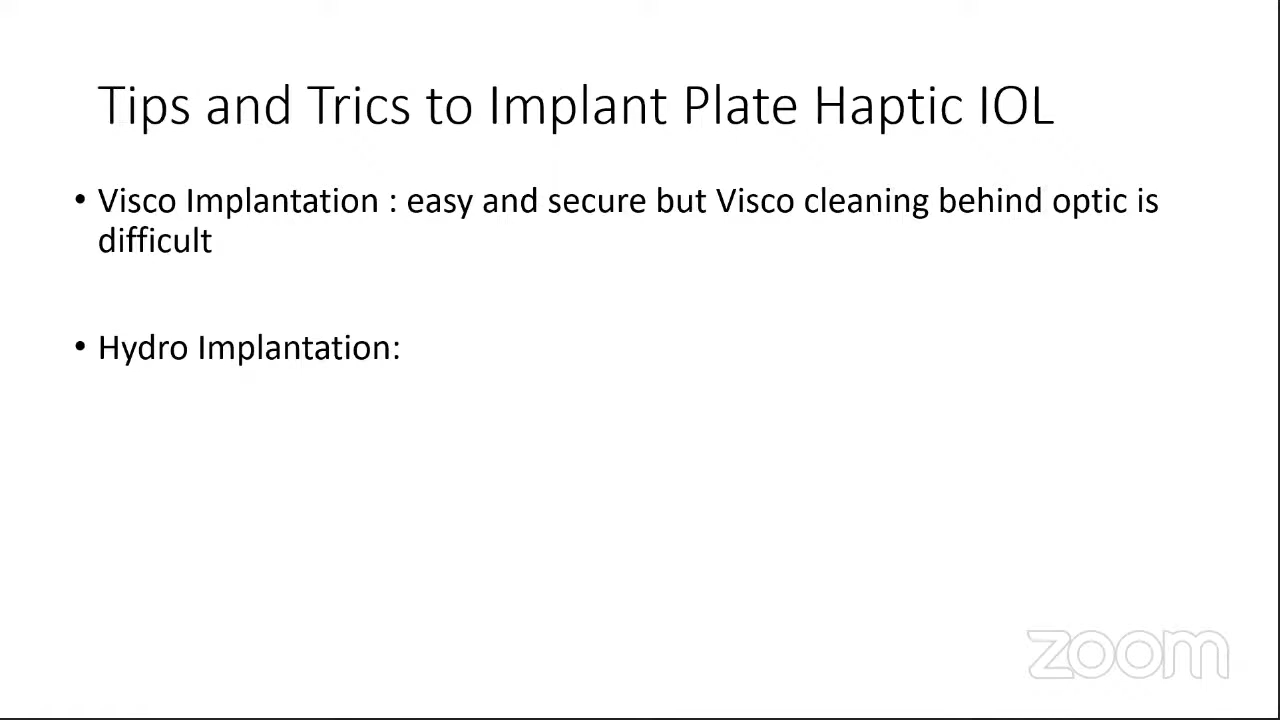 Tips and Trics to Implant Plate Haptic IOL
• Visco Implantation : easy and secure but Visco cleaning behind optic is
difficult
• Hydro Implantation:
zoom